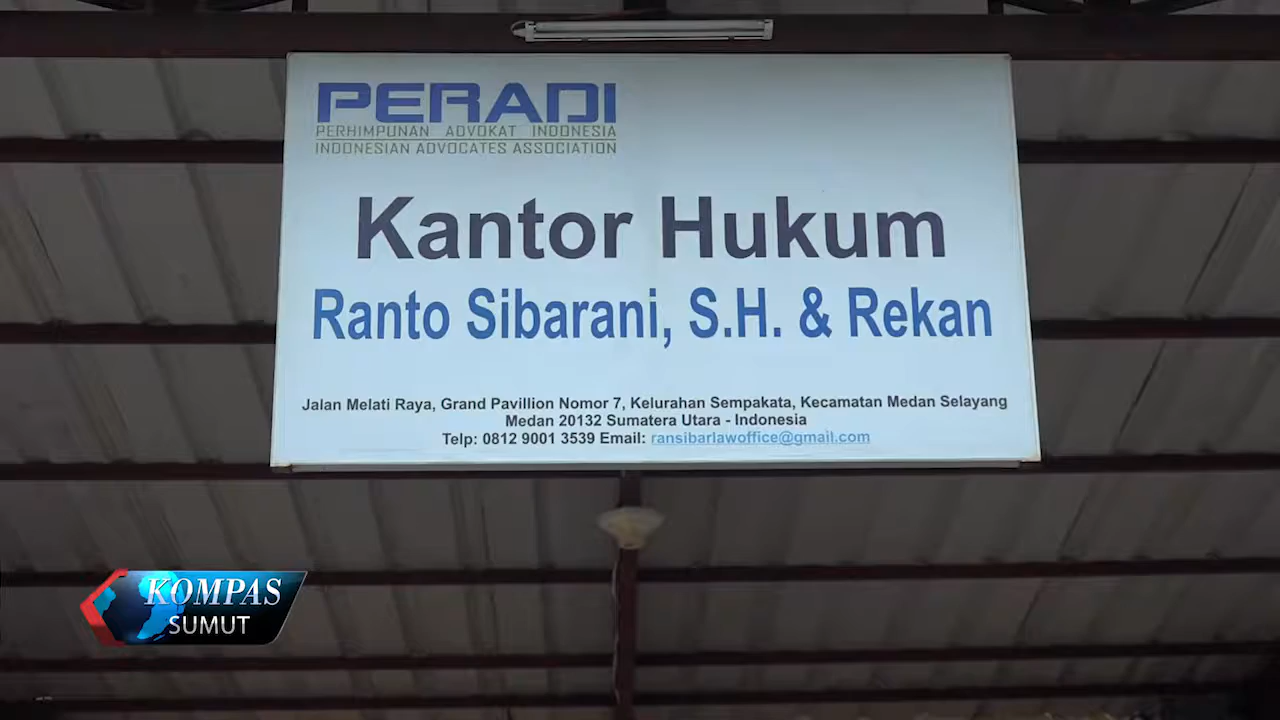 PERADI
PERHIMPUNAN ADVOKAT INDONESIA
INDONESIAN ADVOCATES ASSOCIATION
Kantor Hukum
Ranto Sibarani, S.H. & Rekan
Jalan Melati Raya, Grand Pavillion Nomor 7, Kelurahan Sempakata, Kecamatan Medan Selayang
Medan 20132 Sumatera Utara - Indonesia
Telp: 0812 9001 3539 Email: ransibarlawoffice@gmail.com
KOMPAS
SUMUT